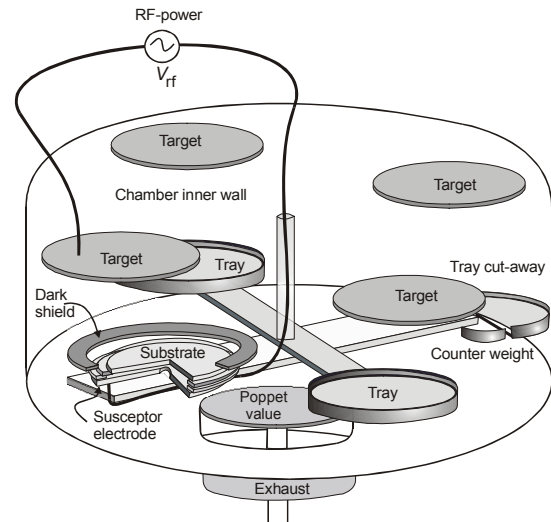 RF-power
Vrf
Target
Target
Chamber inner wall
Target
Tray
Tray cut-away
Target
Dark
shield
Substrate
Counter weight
Susceptor
electrode
Poppet
value
Tray
Exhaust